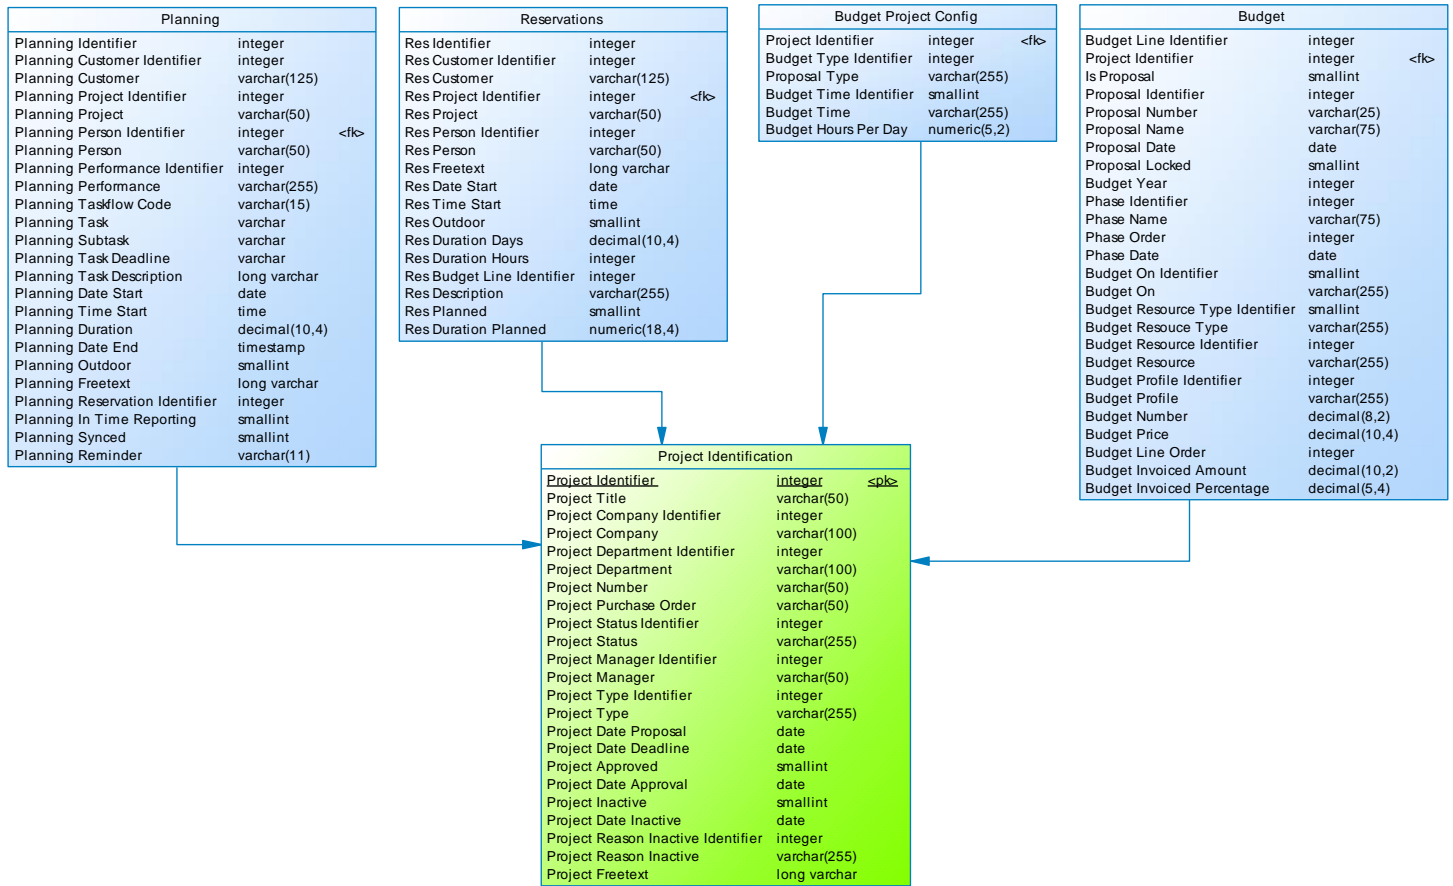 Planning
Planning Identifier integer
Planning Customer Identifier integer
Planning Customer varchar(125)
Planning Project Identifier integer
Planning Project varchar(50)
Planning Person Identifier integer <fk>
Planning Person varchar(50)
Planning Performance Identifier integer
Planning Performance varchar(255)
Planning Taskflow Code varchar(15)
Planning Task varchar
Planning Subtask varchar
Planning Task Deadline varchar
Planning Task Description long varchar
Planning Date Start date
Planning Time Start time
Planning Duration decimal(10,4)
Planning Date End timestamp
Planning Outdoor smallint
Planning Freetext long varchar
Planning Reservation Identifier integer
Planning In Time Reporting smallint
Planning Synced smallint
Planning Reminder varchar(11)
Reservations
Res Identifier integer
Res Customer Identifier integer
Res Customer varchar(125)
Res Project Identifier integer <fk>
Res Project varchar(50)
Res Person Identifier integer
Res Person varchar(50)
Res Freetext long varchar
Res Date Start date
Res Time Start time
Res Outdoor smallint
Res Duration Days decimal(10,4)
Res Duration Hours integer
Res Budget Line Identifier integer
Res Description varchar(255)
Res Planned smallint
Res Duration Planned numeric(18,4)
Budget Project Config
Project Identifier integer <fk>
Budget Type Identifier integer
Proposal Type varchar(255)
Budget Time Identifier smallint
Budget Time varchar(255)
Budget Hours Per Day numeric(5,2)
Budget
Budget Line Identifier integer
Project Identifier integer <fk>
Is Proposal smallint
Proposal Identifier integer
Proposal Number varchar(25)
Proposal Name varchar(75)
Proposal Date date
Proposal Locked smallint
Budget Year integer
Phase Identifier integer
Phase Name varchar(75)
Phase Order integer
Phase Date date
Budget On Identifier smallint
Budget On varchar(255)
Budget Resource Type Identifier smallint
Budget Resouce Type varchar(255)
Budget Resource Identifier integer
Budget Resource varchar(255)
Budget Profile Identifier integer
Budget Profile varchar(255)
Budget Number decimal(8,2)
Budget Price decimal(10,4)
Budget Line Order integer
Budget Invoiced Amount decimal(10,2)
Budget Invoiced Percentage decimal(5,4)
Project Identification
Project Identifier integer <pk>
Project Title varchar(50)
Project Company Identifier integer
Project Company varchar(100)
Project Department Identifier integer
Project Department varchar(100)
Project Number varchar(50)
Project Purchase Order varchar(50)
Project Status Identifier integer
Project Status varchar(255)
Project Manager Identifier integer
Project Manager varchar(50)
Project Type Identifier integer
Project Type varchar(255)
Project Date Proposal date
Project Date Deadline date
Project Approved smallint
Project Date Approval date
Project Inactive smallint
Project Date Inactive date
Project Reason Inactive Identifier integer
Project Reason Inactive varchar(255)
Project Freetext long varchar